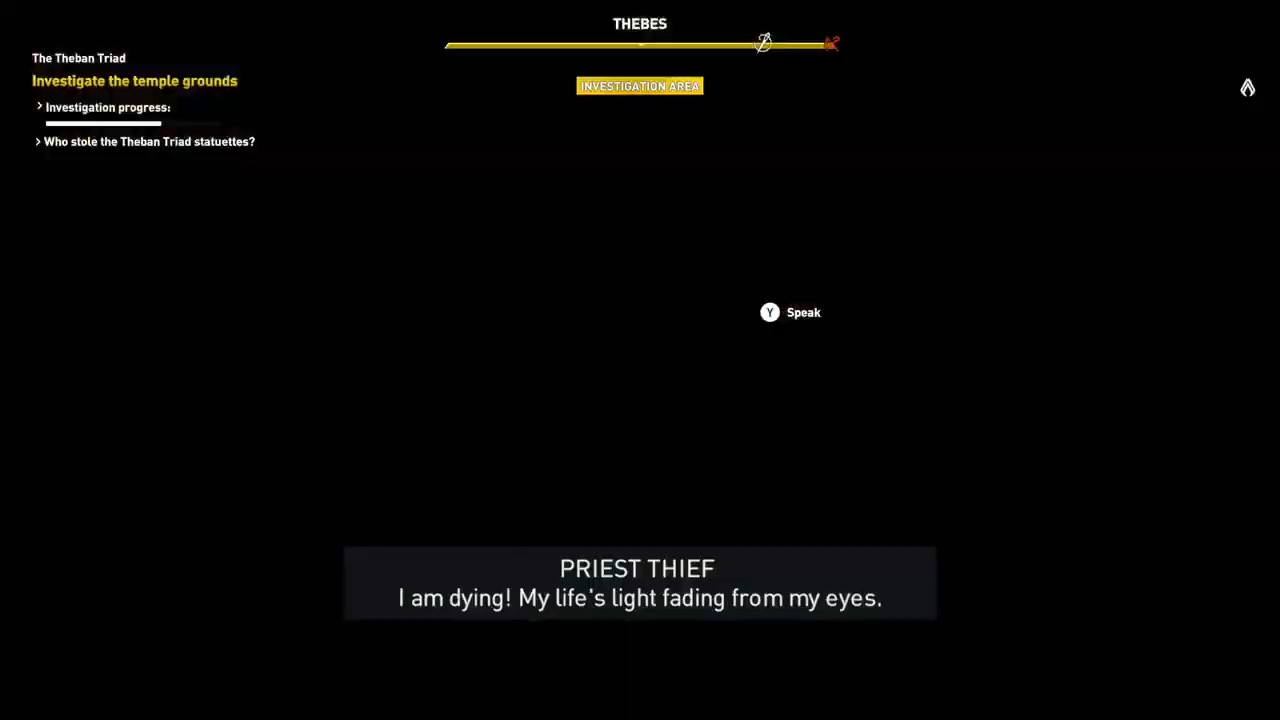 THEBES
The Theban Triad
Investigate the temple grounds
INVESTIGATION AREA
Investigation progress:
Who stole the Theban Triad statuettes?
Y Speak
PRIEST THIEF
I am dying! My life's light fading from my eyes.